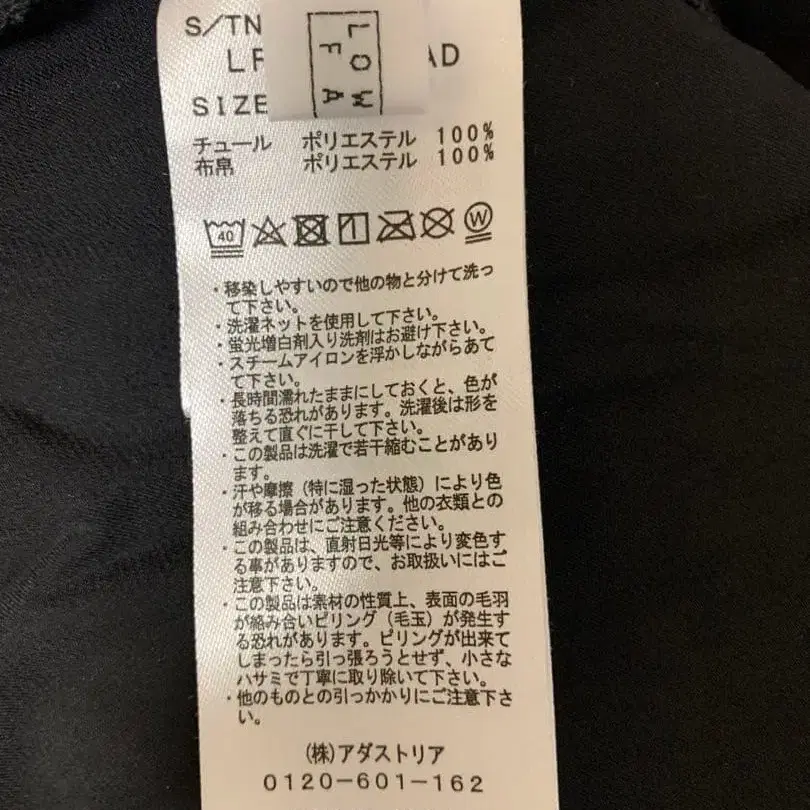 S/TN
LF AD
SIZE
LOW
F A
チュール ポリエステル 100%
布帛 ポリエステル 100%
40 W
・移染しやすいので他の物と分けて洗っ
て下さい。
・洗濯ネットを使用して下さい。
・蛍光増白剤入り洗剤はお避け下さい。
・スチームアイロンを浮かしながらあて
て下さい。
・長時間濡れたままにしておくと、色が
落ちる恐れがあります。洗濯後は形を
整えて直ぐに干して下さい。
・この製品は洗濯で若干縮むことがあり
ます。
・汗や摩擦（特に湿った状態）により色
が移る場合があります。他の衣類との
組み合わせにご注意ください。
・この製品は、直射日光等により変色す
る事がありますので、お取扱いにはご
注意下さい。
・この製品は素材の性質上、表面の毛羽
が絡み合いピリング（毛玉）が発生す
る恐れがあります。ピリングが出来て
しまったら引っ張ろうとせず、小さな
ハサミで丁寧に取り除いて下さい。
・他のものとの引っかかりにご注意下さ
い。
(株)アダストリア
0120-601-162